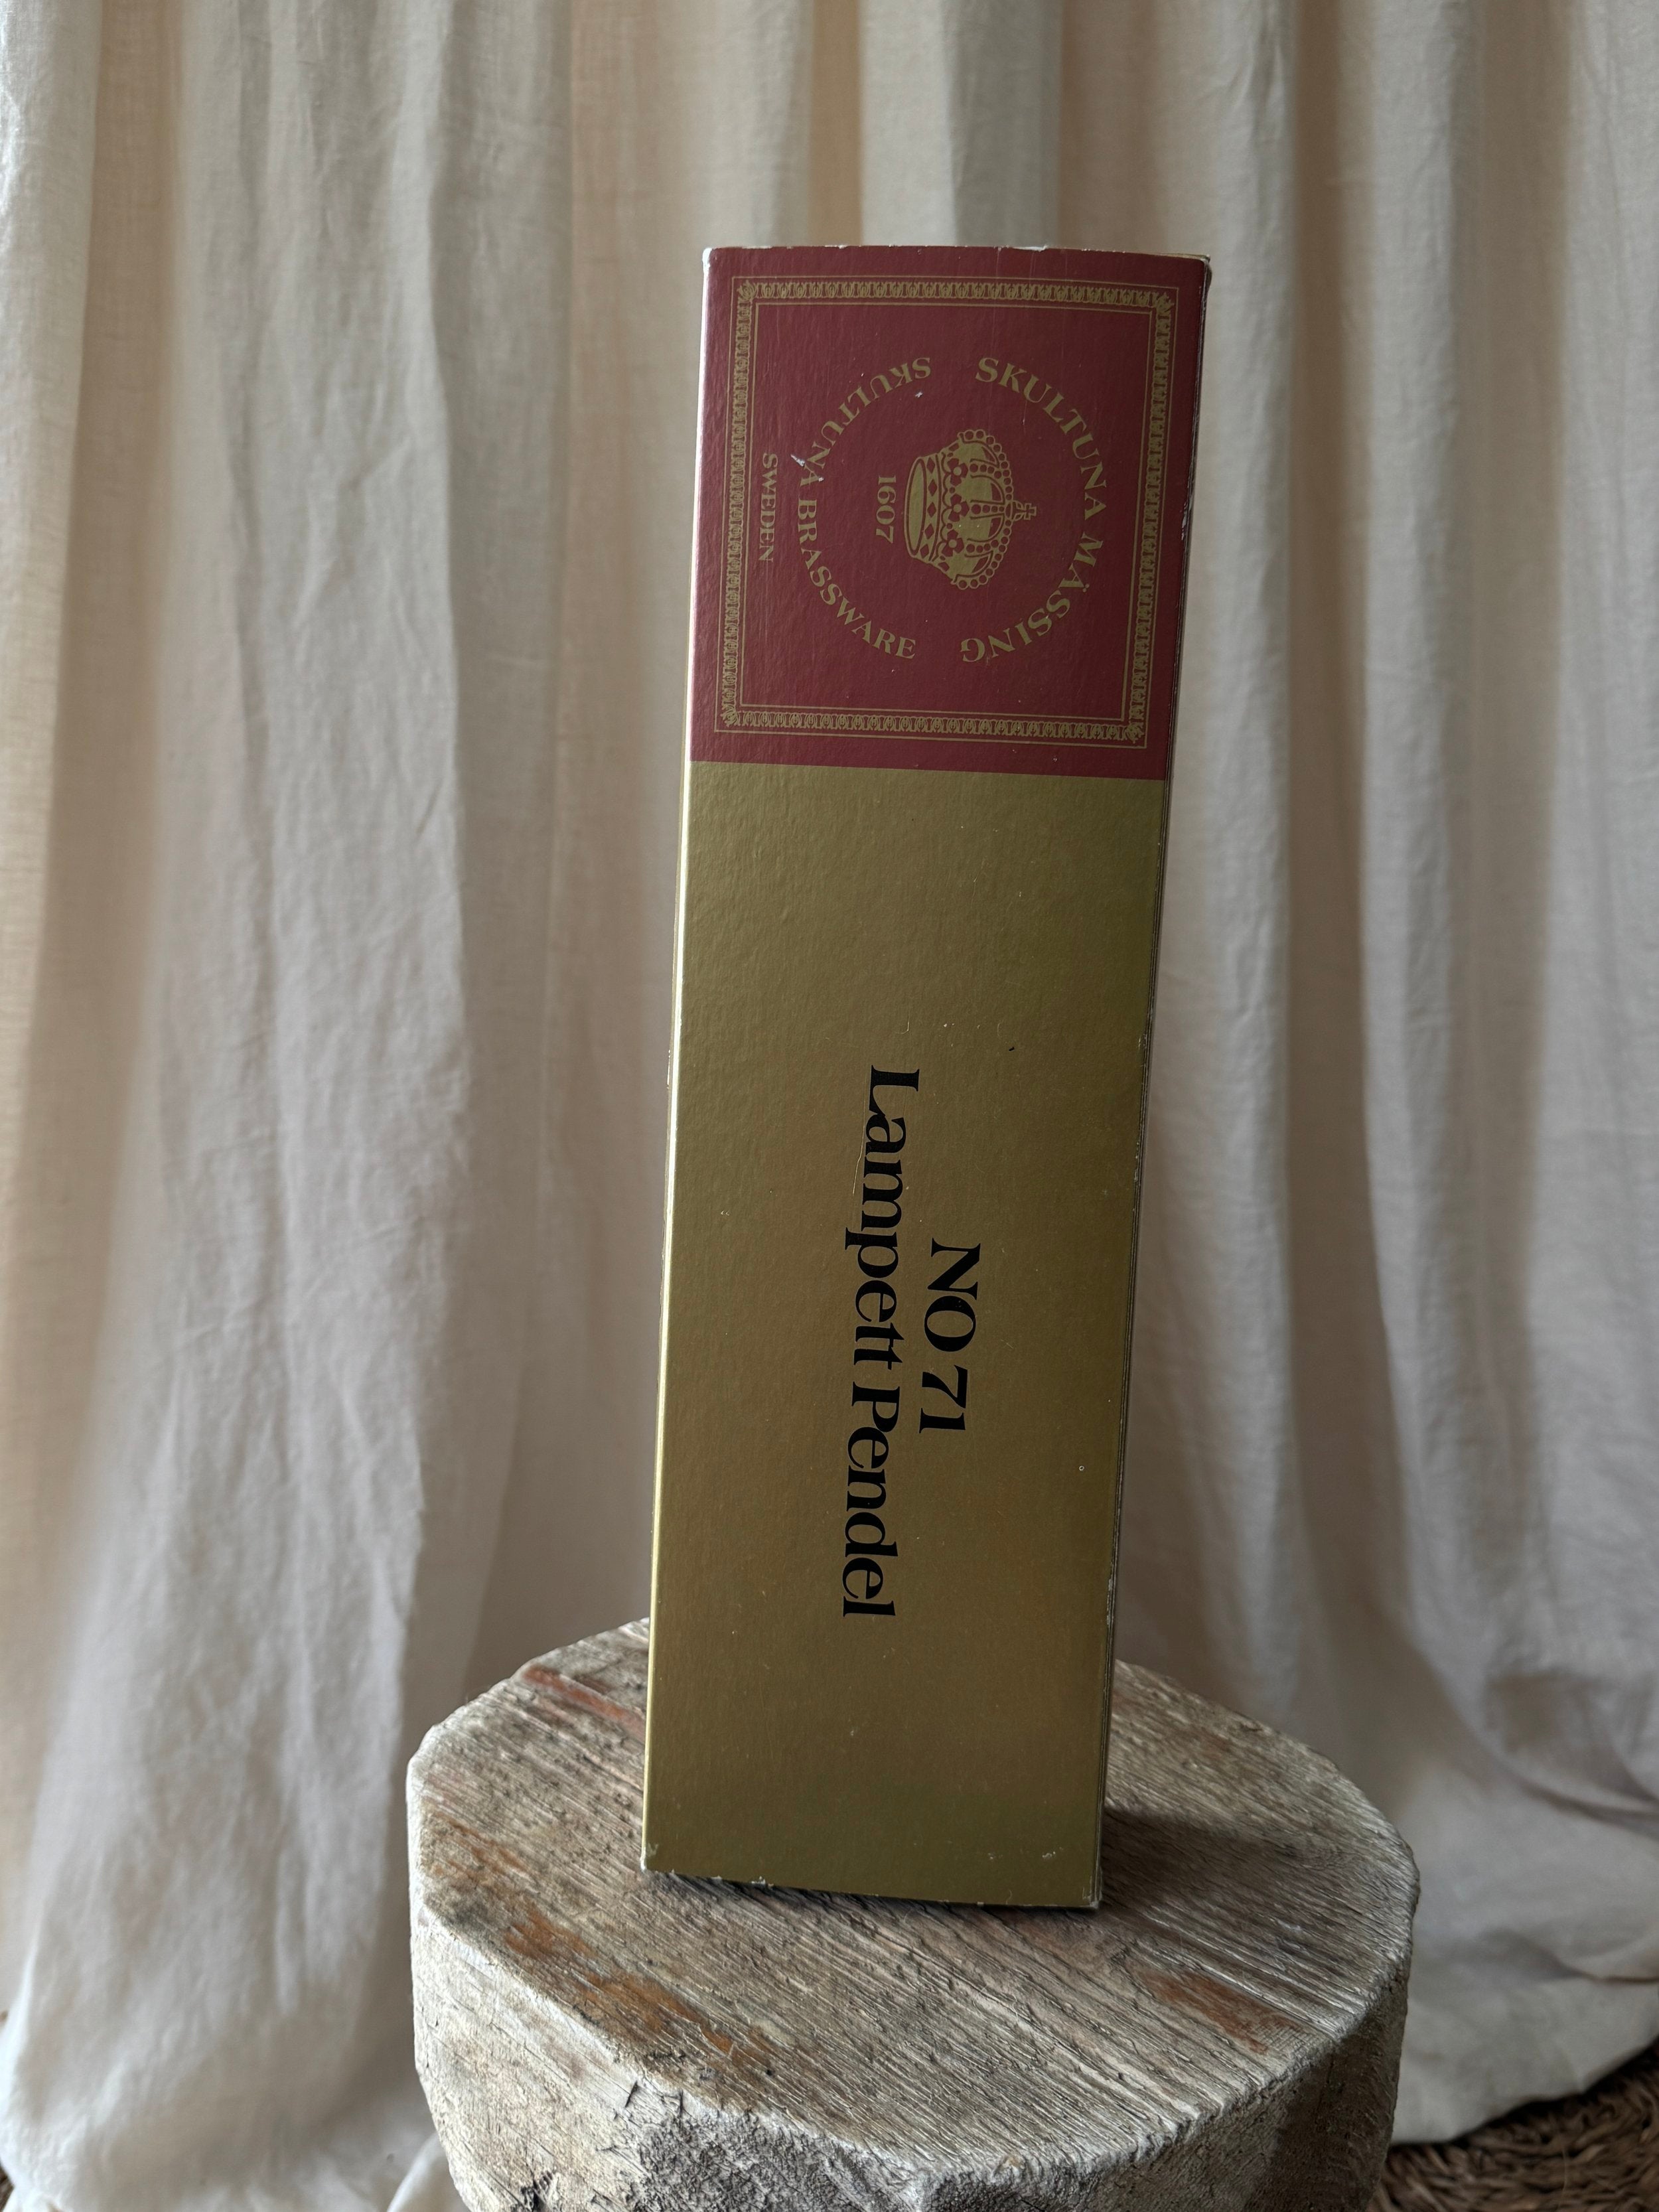 SKULTUNA MÄSSING
1607
SKULTUNA BRASSWARE
SWEDEN
NO 71
Lampett Pendel